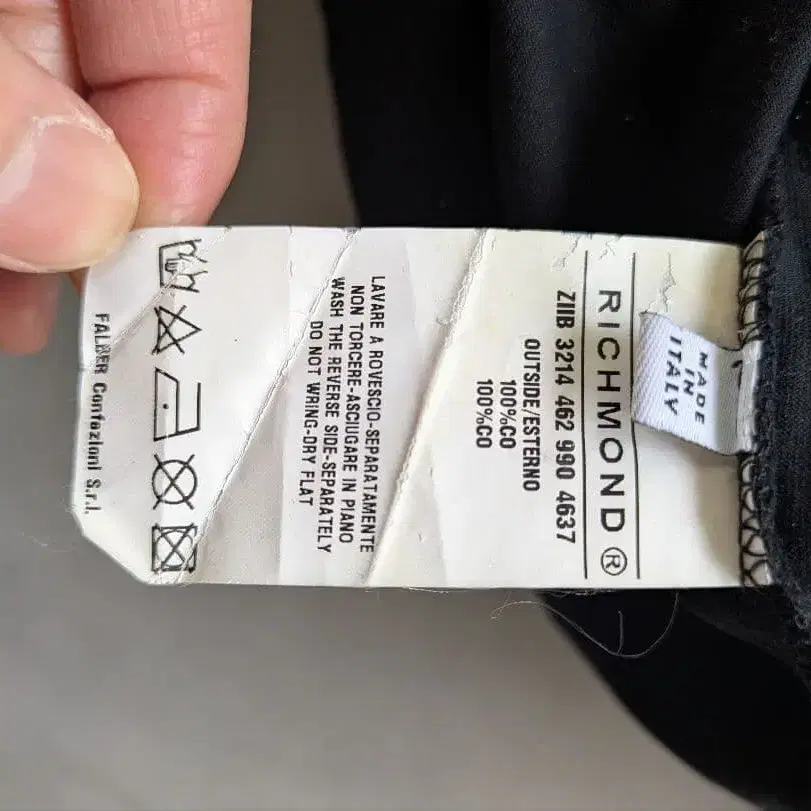 MADE
IN
ITALY
RICHMOND®
ZIIB 3214 462 990 4637
OUTSIDE/ESTERNO
100%CO
100%CO
LAVARE A ROVESCIO-SEPARATAMENTE
NON TORCERE-ASCIUGARE IN PIANO
WASH THE REVERSE SIDE-SEPARATELY
DO NOT WRING-DRY FLAT
FALBER Confezioni S.r.l.